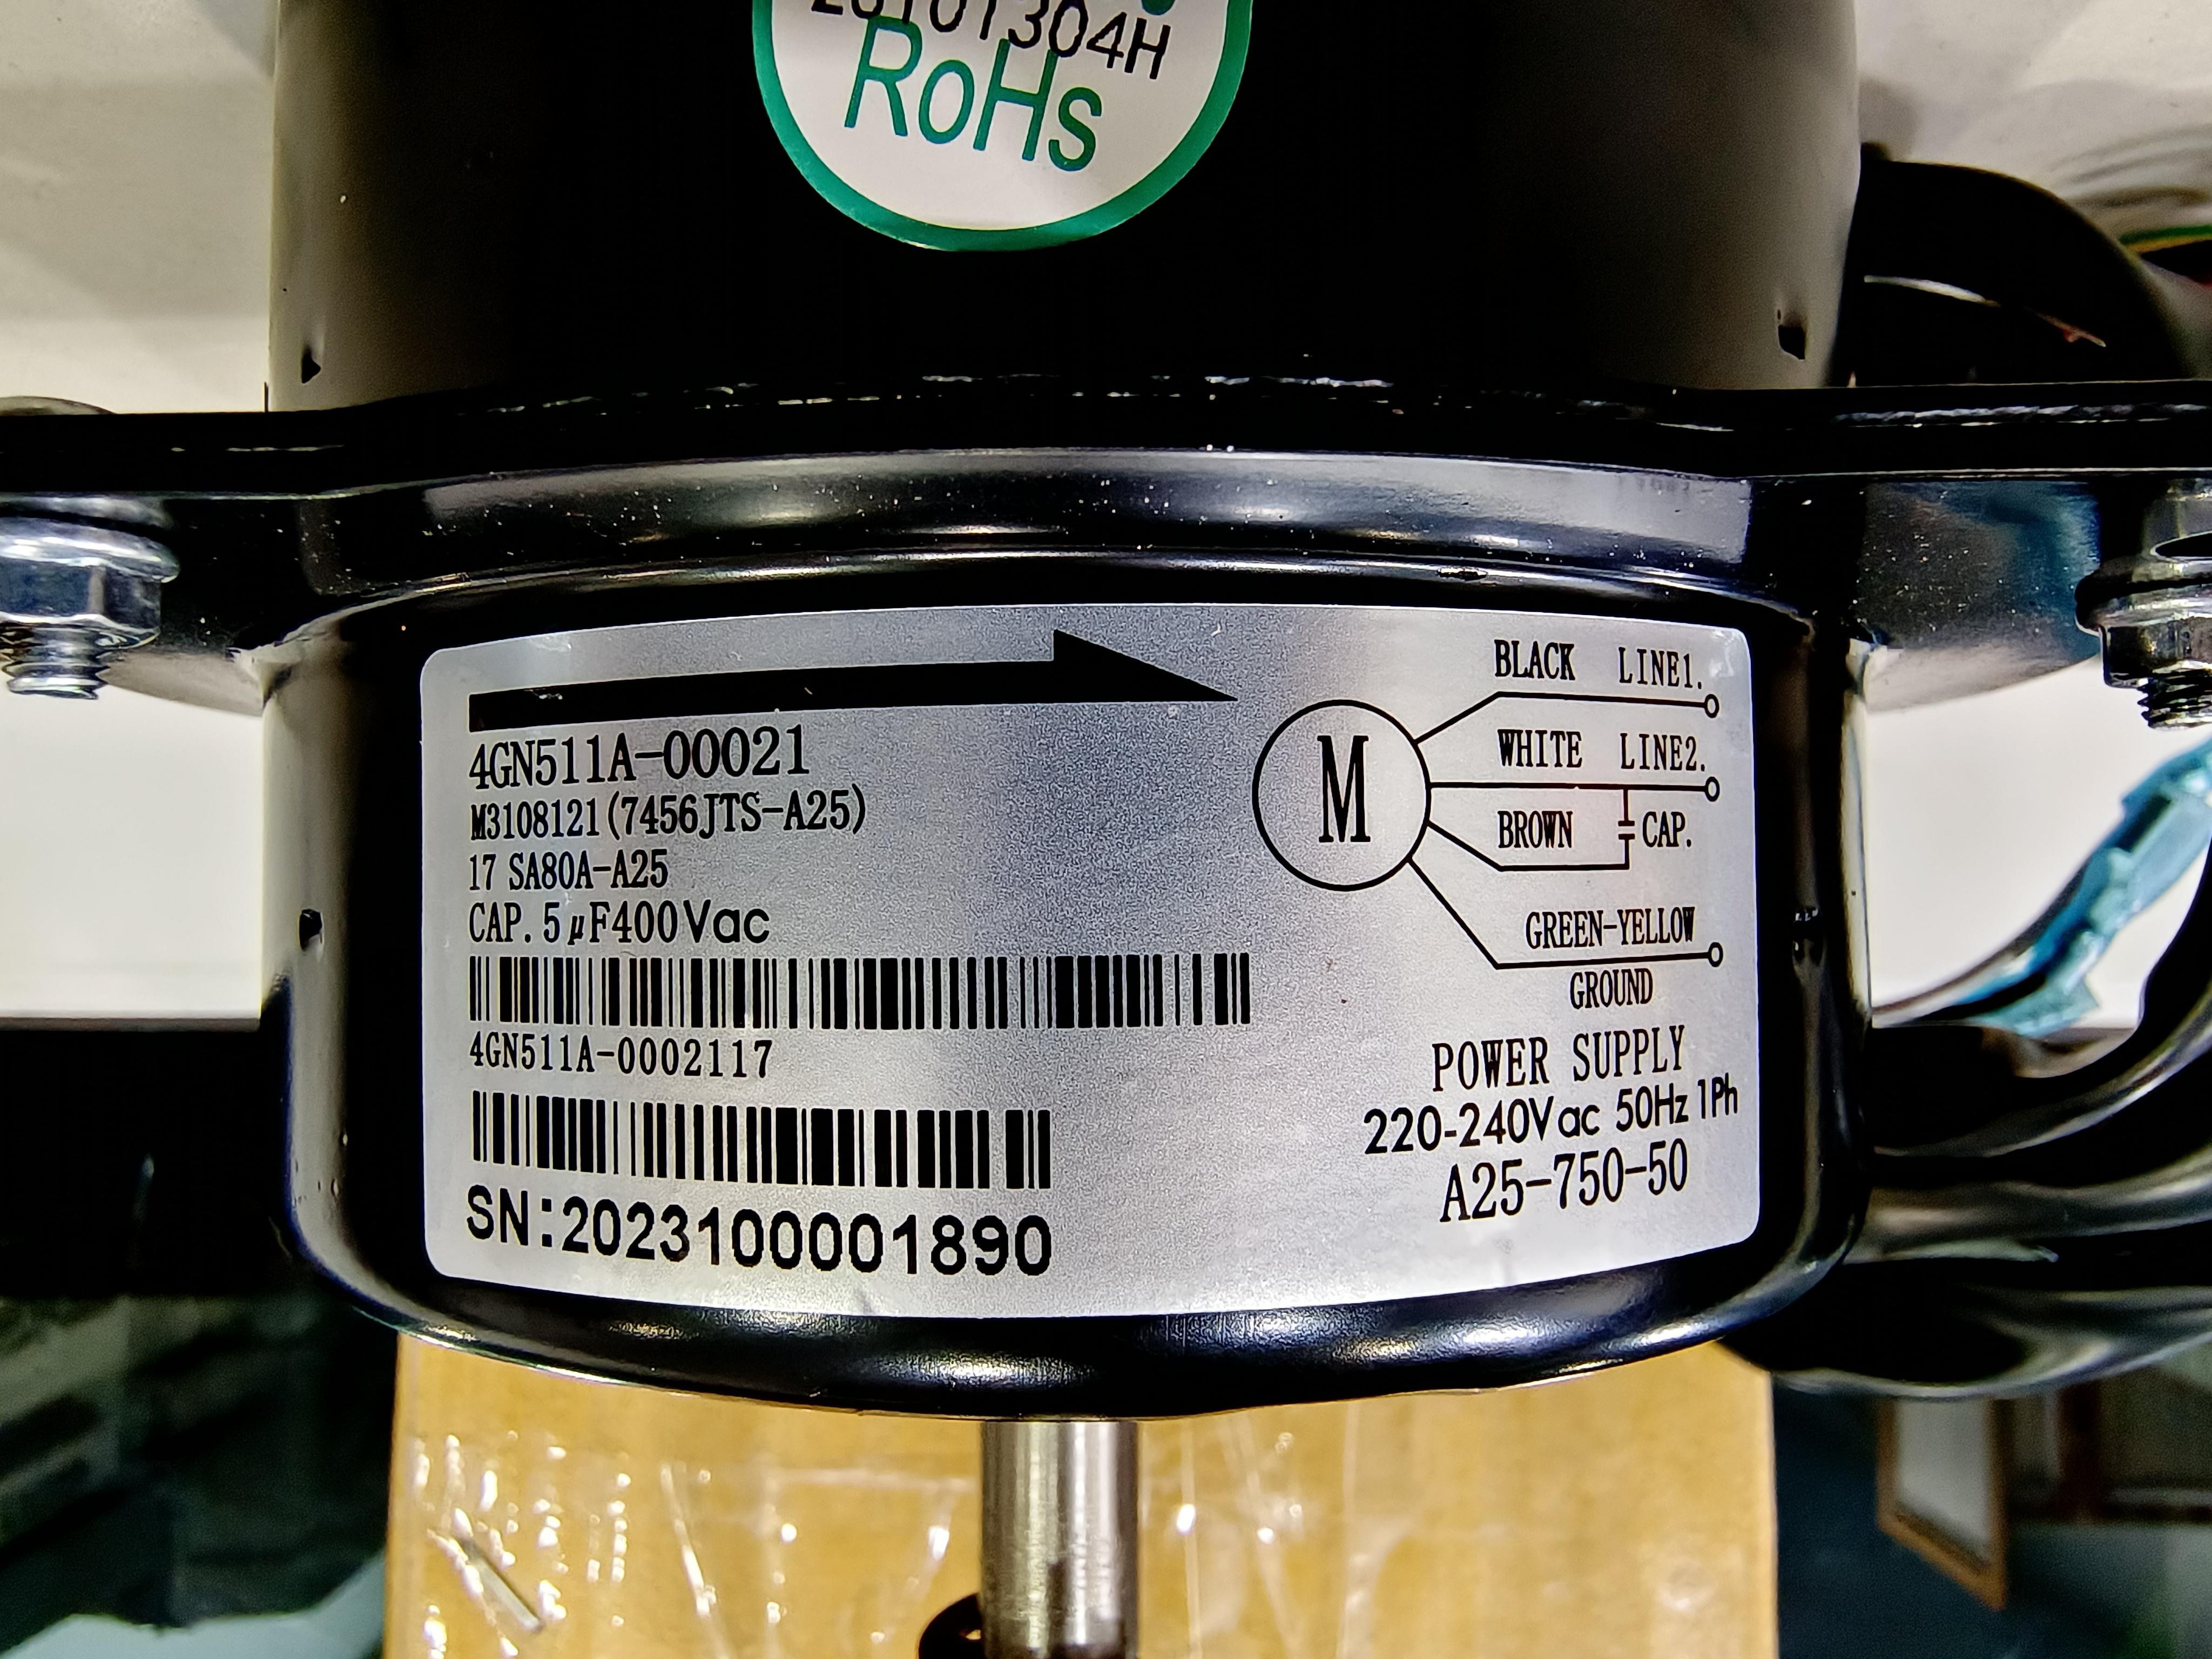 RoHs
4GN511A-00021
M3108121(7456JTS-A25)
17 SA80A-A25
CAP. 5μF400Vac
4GN511A-0002117
SN:2023100001890
BLACK LINE1.
WHITE LINE2.
M
BROWN CAP.
GREEN-YELLOW
GROUND
POWER SUPPLY
220-240Vac 50Hz 1Ph
A25-750-50